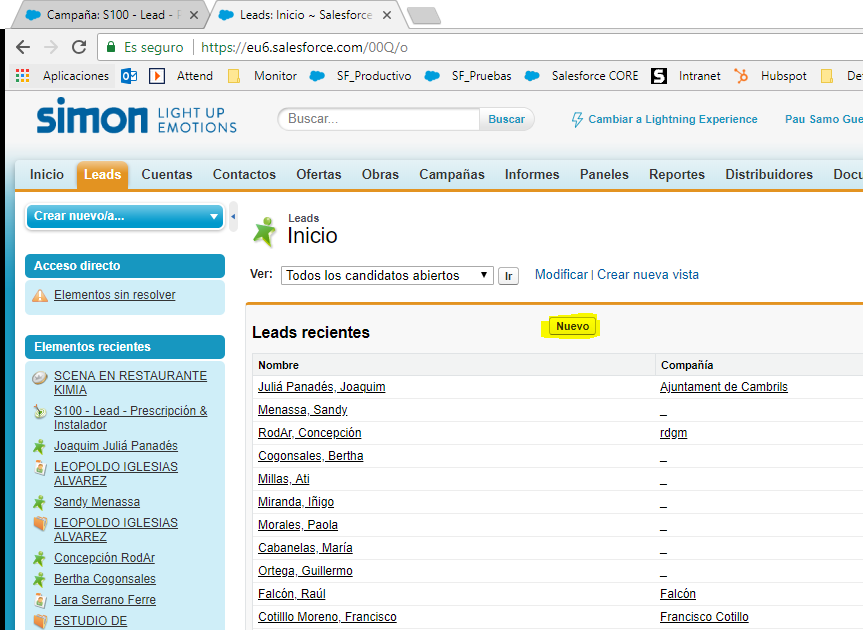 Campaña: S100 - Lead -
Leads: Inicio ~ Salesforce
Es seguro https://eu6.salesforce.com/00Q/o
Aplicaciones Attend Monitor SF_Productivo SF_Pruebas Salesforce CORE Intranet Hubspot
simon LIGHT UP
EMOTIONS
Buscar... Buscar Cambiar a Lightning Experience Pau Samo Gue
Inicio Leads Cuentas Contactos Ofertas Obras Campañas Informes Paneles Reportes Distribuidores Docu
Crear nuevo/a...
Acceso directo
Elementos sin resolver
Elementos recientes
SCENA EN RESTAURANTE
KIMIA
S100 - Lead - Prescripción &
Instalador
Joaquim Juliá Panadés
LEOPOLDO IGLESIAS
ALVAREZ
Sandy Menassa
LEOPOLDO IGLESIAS
ALVAREZ
Concepción RodAr
Bertha Cogonsales
Lara Serrano Ferre
ESTUDIO DE
Leads
Inicio
Ver: Todos los candidatos abiertos Ir Modificar | Crear nueva vista
Leads recientes Nuevo
Nombre Compañía
Juliá Panadés, Joaquim Ajuntament de Cambrils
Menassa, Sandy _
RodAr, Concepción rdgm
Cogonsales, Bertha _
Millas, Ati _
Miranda, Iñigo _
Morales, Paola _
Cabanelas, María _
Ortega, Guillermo _
Falcón, Raúl Falcón
Cotilllo Moreno, Francisco Francisco Cotillo